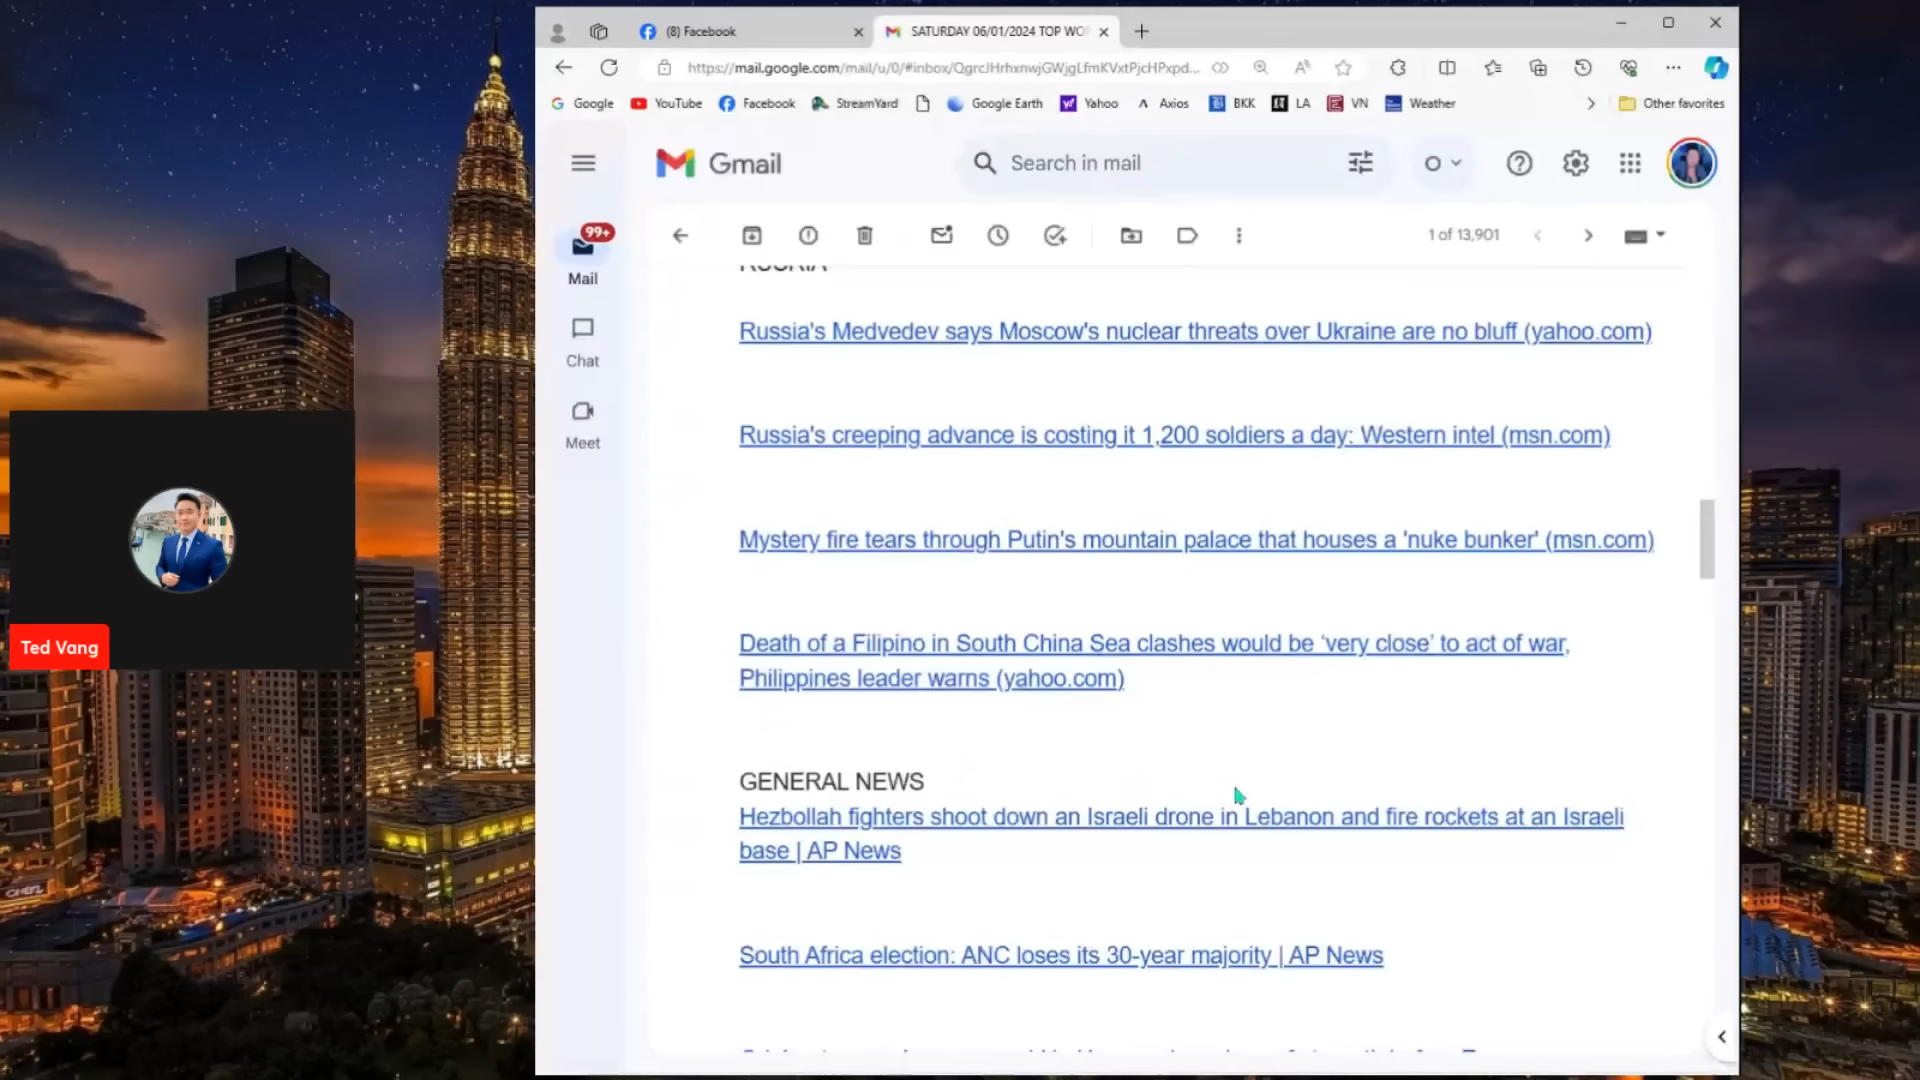 (8) Facebook
SATURDAY 06/01/2024 TOP WO
https://mail.google.com/mail/u/0/#inbox/QgrcJHrhxnwjGWjgLfmKVxtPjcHPxpd...
Google
YouTube
Facebook
StreamYard
Google Earth
Yahoo
Axios
BKK
LA
VN
Weather
Other favorites
Gmail
Search in mail
99+
Mail
Chat
Meet
1 of 13,901
Russia's Medvedev says Moscow's nuclear threats over Ukraine are no bluff (yahoo.com)
Russia's creeping advance is costing it 1,200 soldiers a day: Western intel (msn.com)
Mystery fire tears through Putin's mountain palace that houses a 'nuke bunker' (msn.com)
Death of a Filipino in South China Sea clashes would be ‘very close’ to act of war,
Philippines leader warns (yahoo.com)
GENERAL NEWS
Hezbollah fighters shoot down an Israeli drone in Lebanon and fire rockets at an Israeli
base | AP News
South Africa election: ANC loses its 30-year majority | AP News
Ted Vang